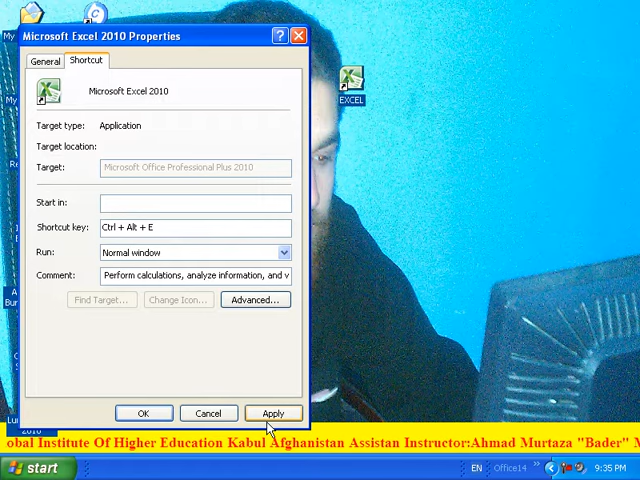 Microsoft Excel 2010 Properties
General
Shortcut
Microsoft Excel 2010
Target type: Application
Target location:
Target: Microsoft Office Professional Plus 2010
Start in:
Shortcut key: Ctrl + Alt + E
Run: Normal window
Comment: Perform calculations, analyze information, and v
Find Target...
Change Icon...
Advanced...
OK
Cancel
Apply
EXCEL
My
My
2010
obal Institute Of Higher Education Kabul Afghanistan Assistan Instructor:Ahmad Murtaza "Bader" M
start
EN
Office14
9:35 PM